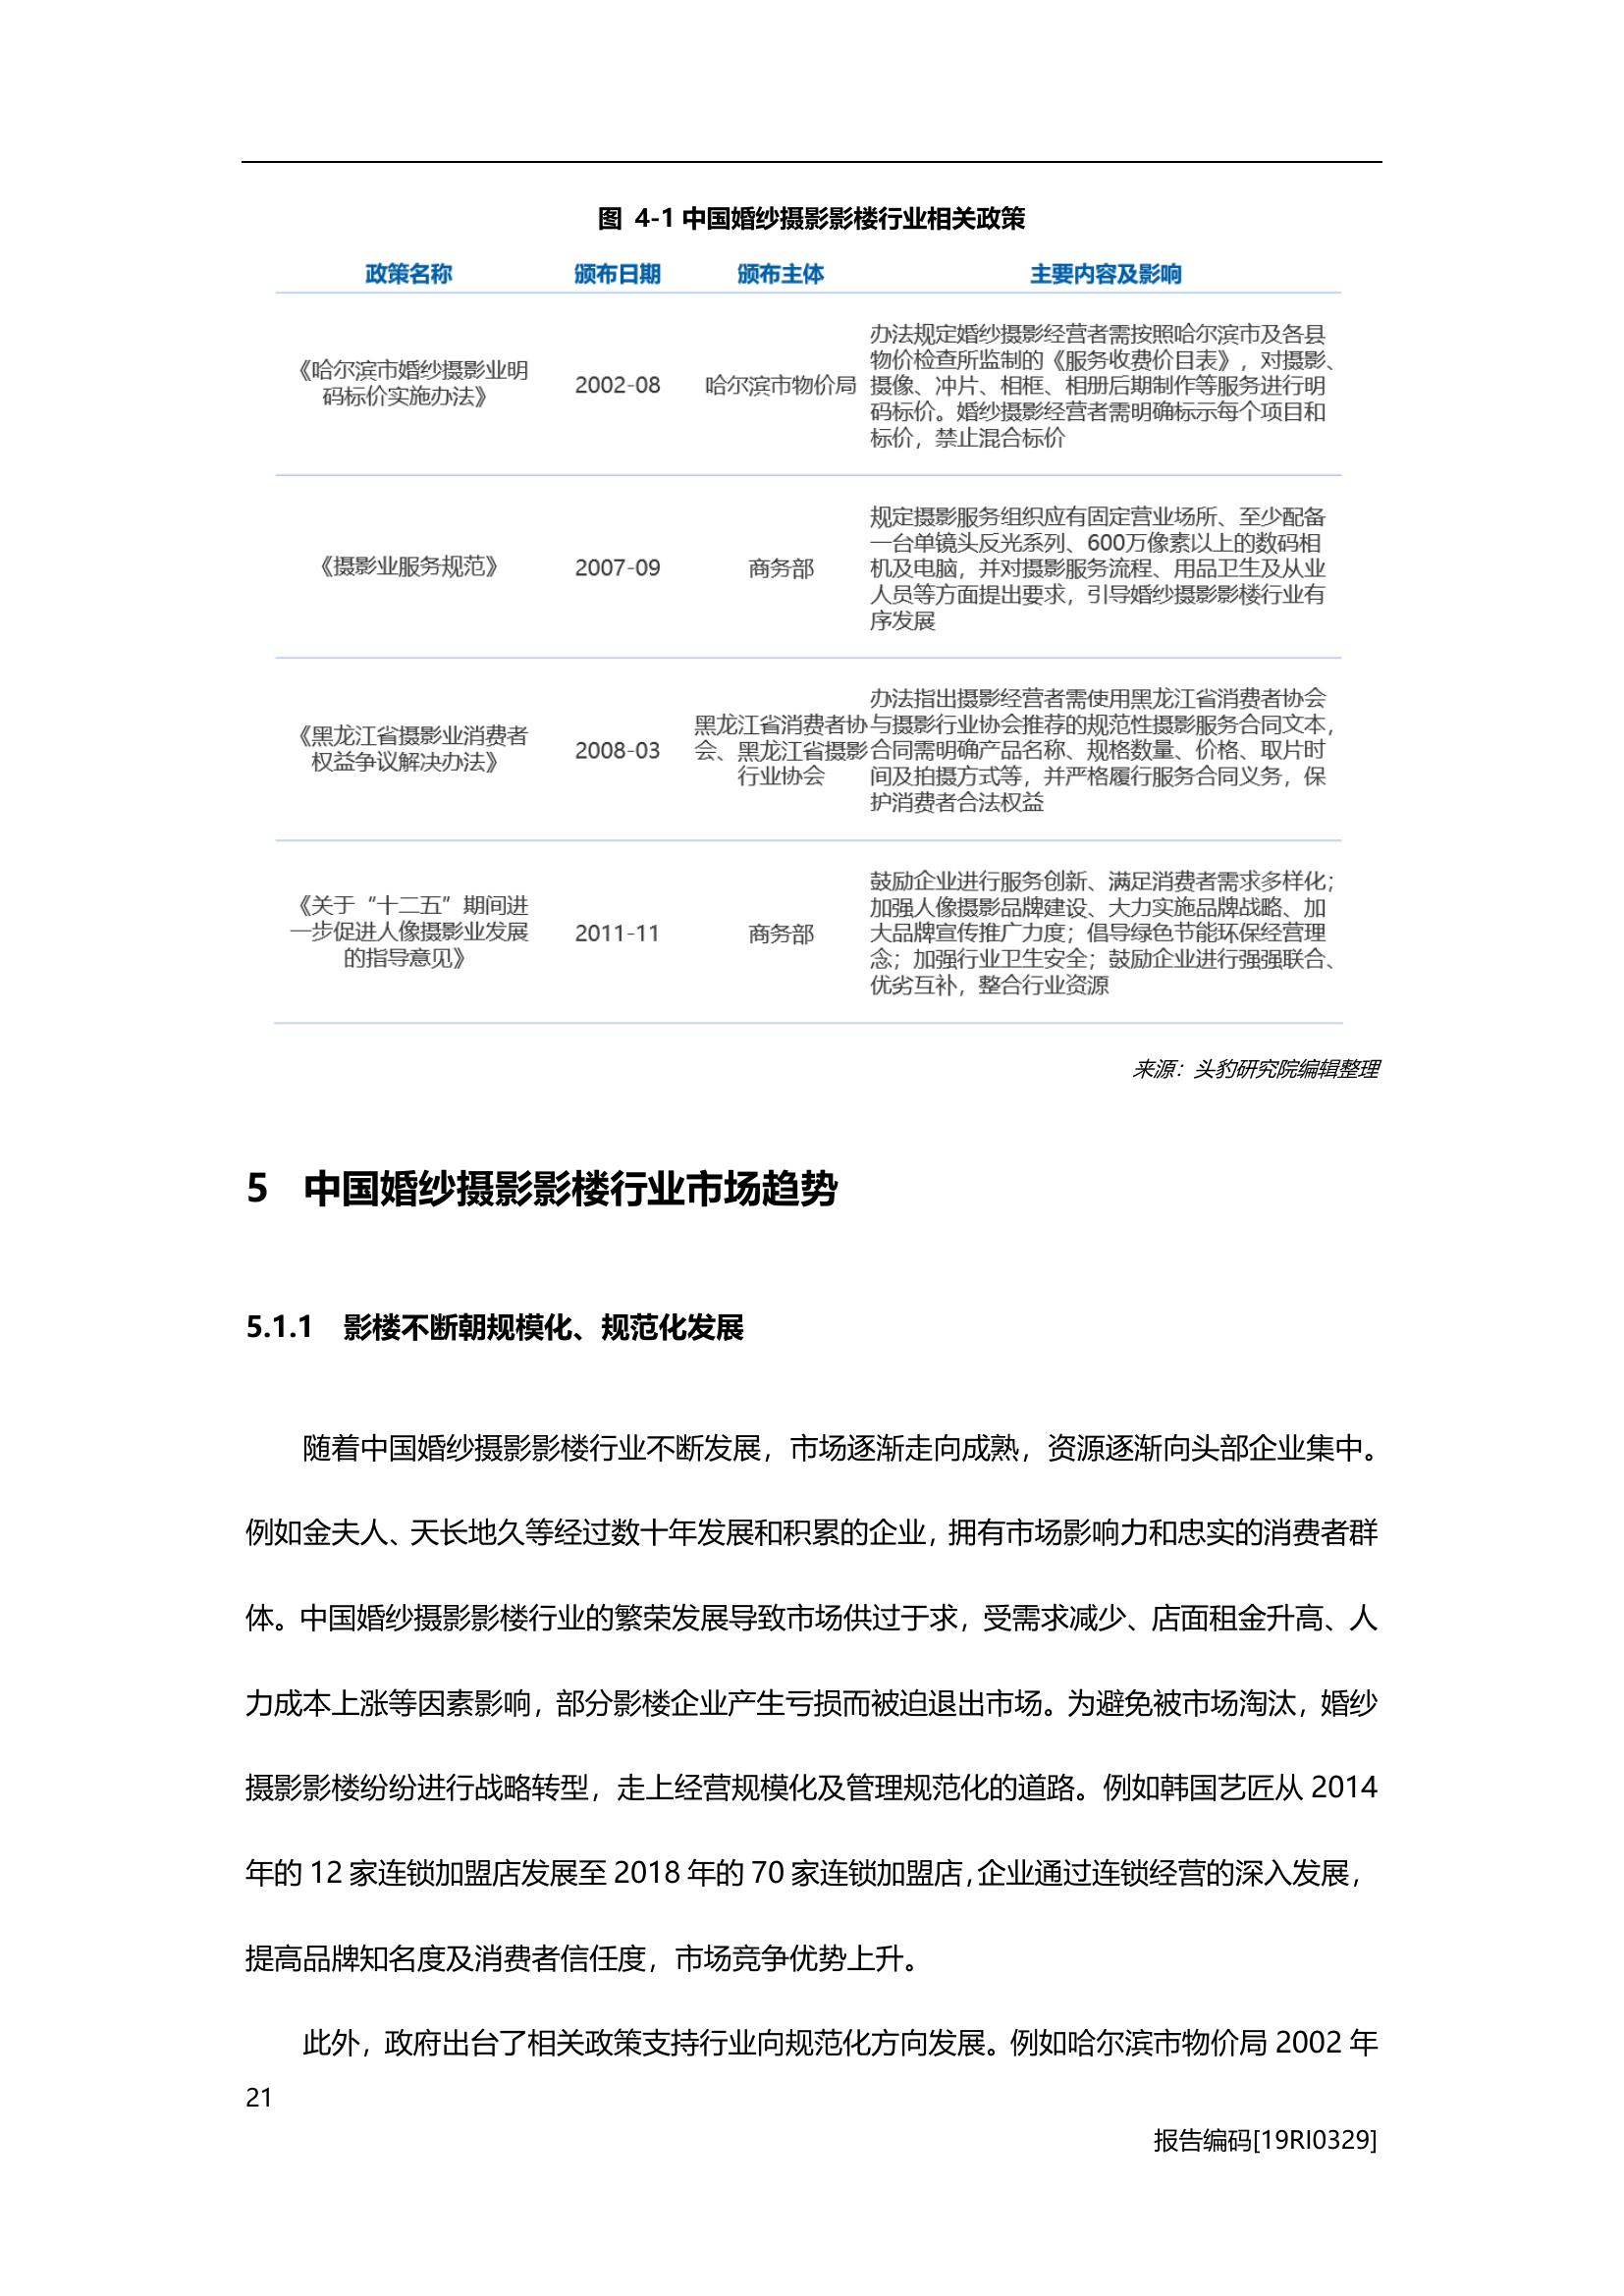 图 4-1 中国婚纱摄影影楼行业相关政策
政策名称 颁布日期 颁布主体 主要内容及影响
《哈尔滨市婚纱摄影业明
码标价实施办法》
2002-08
哈尔滨市物价局
办法规定婚纱摄影经营者需按照哈尔滨市及各县
物价检查所监制的《服务收费价目表》，对摄影、
摄像、冲片、相框、相册后期制作等服务进行明
码标价。婚纱摄影经营者需明确标示每个项目和
标价，禁止混合标价
《摄影业服务规范》
2007-09
商务部
规定摄影服务组织应有固定营业场所、至少配备
一台单镜头反光系列、600万像素以上的数码相
机及电脑，并对摄影服务流程、用品卫生及从业
人员等方面提出要求，引导婚纱摄影影楼行业有
序发展
《黑龙江省摄影业消费者
权益争议解决办法》
2008-03
黑龙江省消费者协
会、黑龙江省摄影
行业协会
办法指出摄影经营者需使用黑龙江省消费者协会
与摄影行业协会推荐的规范性摄影服务合同文本，
合同需明确产品名称、规格数量、价格、取片时
间及拍摄方式等，并严格履行服务合同义务，保
护消费者合法权益
《关于“十二五”期间进
一步促进人像摄影业发展
的指导意见》
2011-11
商务部
鼓励企业进行服务创新、满足消费者需求多样化；
加强人像摄影品牌建设、大力实施品牌战略、加
大品牌宣传推广力度；倡导绿色节能环保经营理
念；加强行业卫生安全；鼓励企业进行强强联合、
优劣互补，整合行业资源
来源：头豹研究院编辑整理
5 中国婚纱摄影影楼行业市场趋势
5.1.1 影楼不断朝规模化、规范化发展
随着中国婚纱摄影影楼行业不断发展，市场逐渐走向成熟，资源逐渐向头部企业集中。
例如金夫人、天长地久等经过数十年发展和积累的企业，拥有市场影响力和忠实的消费者群
体。中国婚纱摄影影楼行业的繁荣发展导致市场供过于求，受需求减少、店面租金升高、人
力成本上涨等因素影响，部分影楼企业产生亏损而被迫退出市场。为避免被市场淘汰，婚纱
摄影影楼纷纷进行战略转型，走上经营规模化及管理规范化的道路。例如韩国艺匠从 2014
年的 12 家连锁加盟店发展至 2018 年的 70 家连锁加盟店，企业通过连锁经营的深入发展，
提高品牌知名度及消费者信任度，市场竞争优势上升。
此外，政府出台了相关政策支持行业向规范化方向发展。例如哈尔滨市物价局 2002 年
21
报告编码[19RI0329]